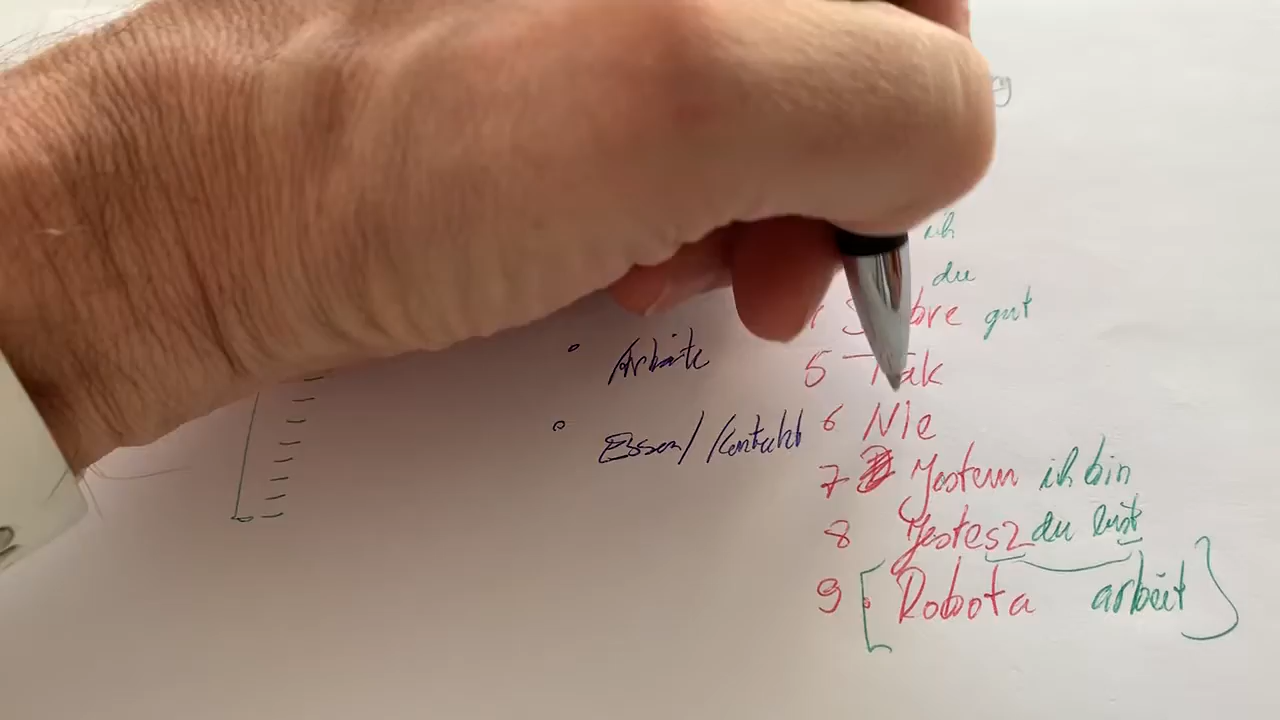 ich
du
bre gut
Arbeite
5 Tak
6 Nie
Essen/Kontakt
7 Jestem ich bin
8 Jestesz du bist
9 [ Robota arbeit ]